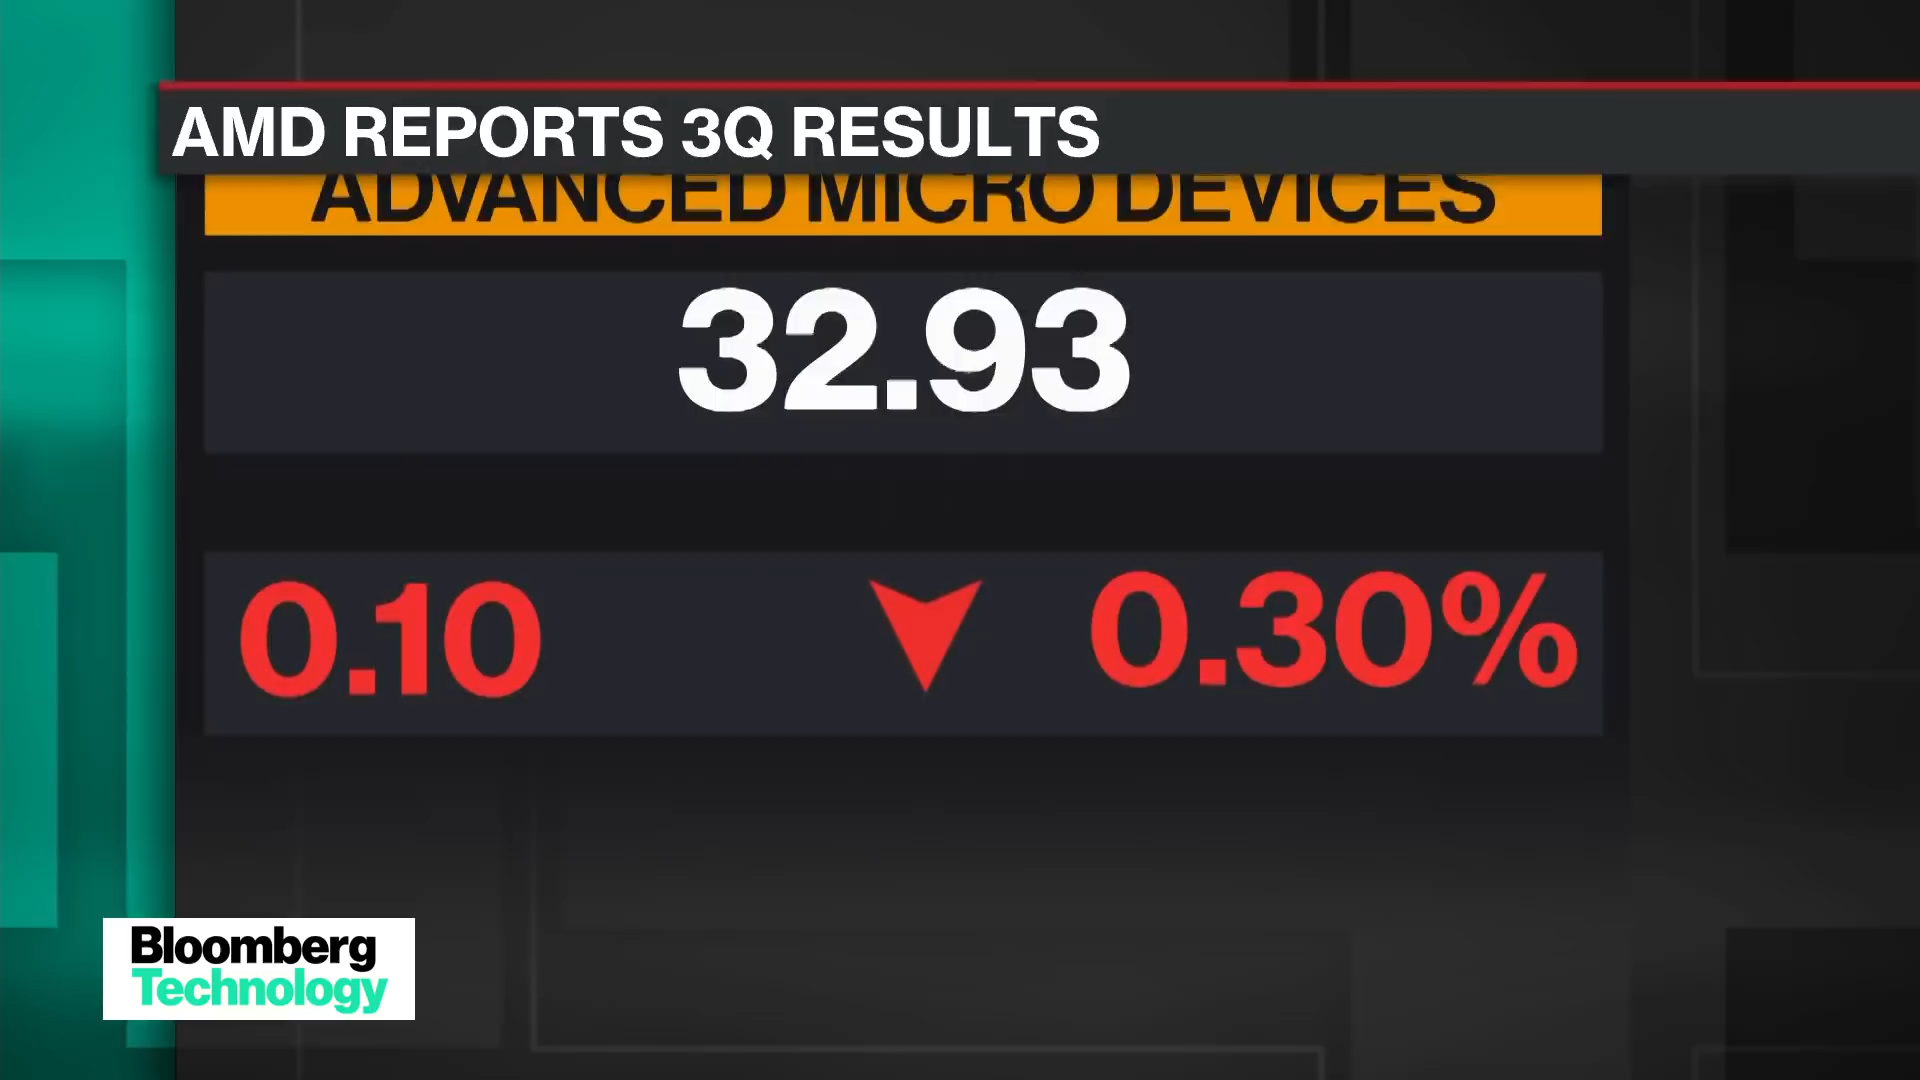 AMD REPORTS 3Q RESULTS
ADVANCED MICRO DEVICES
32.93
0.10 0.30%
Bloomberg
Technology